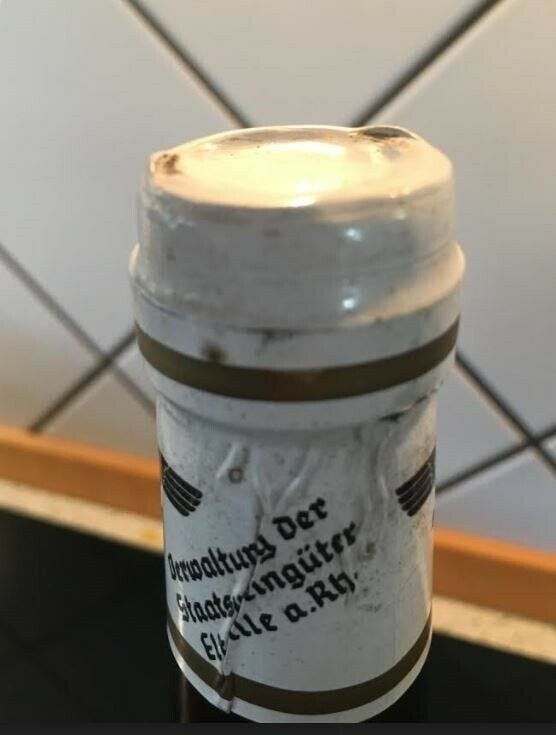 Verwaltung der
Staatsweingüter
Eltville a.Rh.